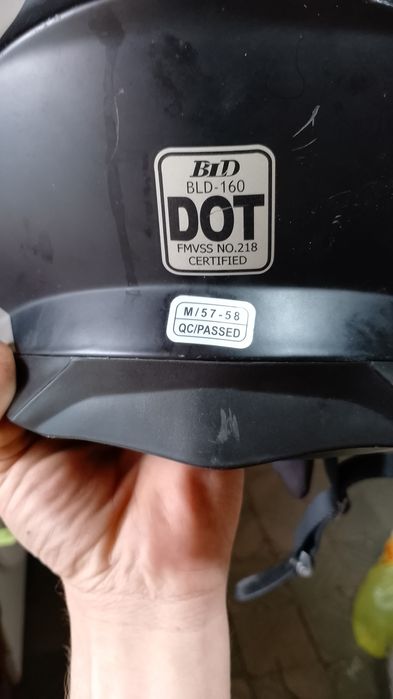 BLD
BLD-160
DOT
FMVSS NO.218
CERTIFIED
M/57-58
QC/PASSED